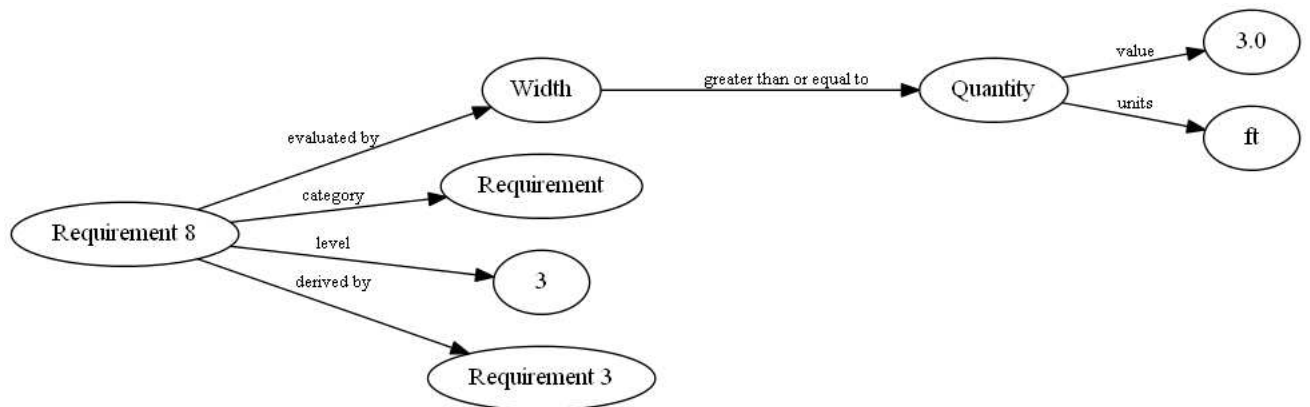 3.0
value
Width
greater than or equal to
Quantity
units
ft
evaluated by
Requirement
category
Requirement 8
level
3
derived by
Requirement 3